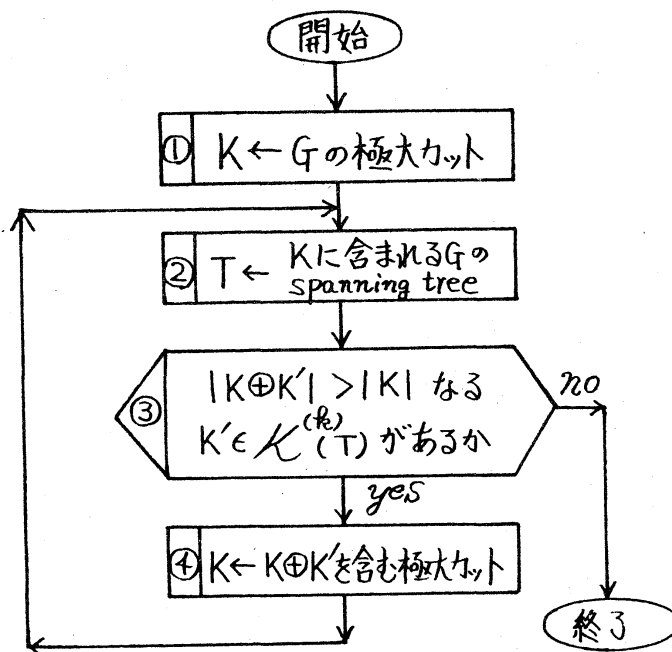 開始
① K ← G の極大カット
② T ← Kに含まれるGの
spanning tree
③ |K⊕K'| > |K| なる
K' ∈ 𝒦^(k)(T) があるか
no
yes
④ K ← K⊕K'を含む極大カット
終了